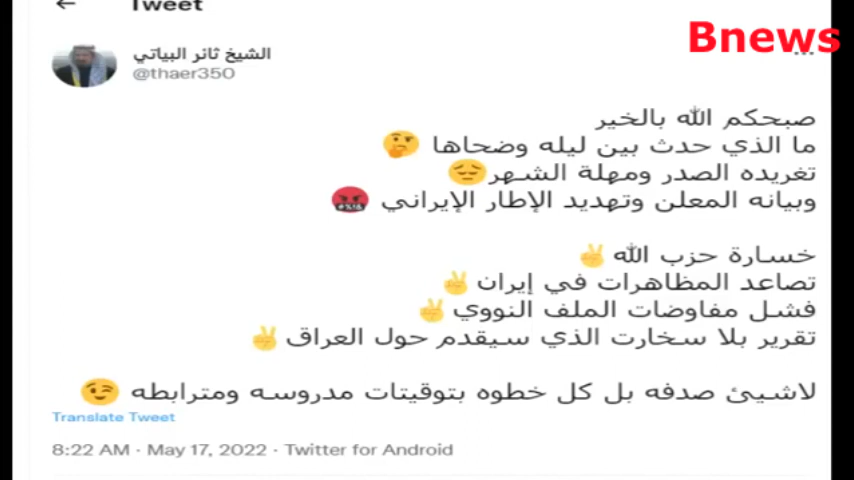 Tweet
Bnews
الشيخ ثائر البياتي
@thaer350
صبحكم الله بالخير
ما الذي حدث بين ليله وضحاها 🤔
تغريده الصدر ومهلة الشهر😔
وبيانه المعلن وتهديد الإطار الإيراني 🤬
خسارة حزب الله✌
تصاعد المظاهرات في إيران✌
فشل مفاوضات الملف النووي✌
تقرير بلا سخارت الذي سيقدم حول العراق✌
لاشيئ صدفه بل كل خطوه بتوقيتات مدروسه ومترابطه 😉
Translate Tweet
8:22 AM · May 17, 2022 · Twitter for Android